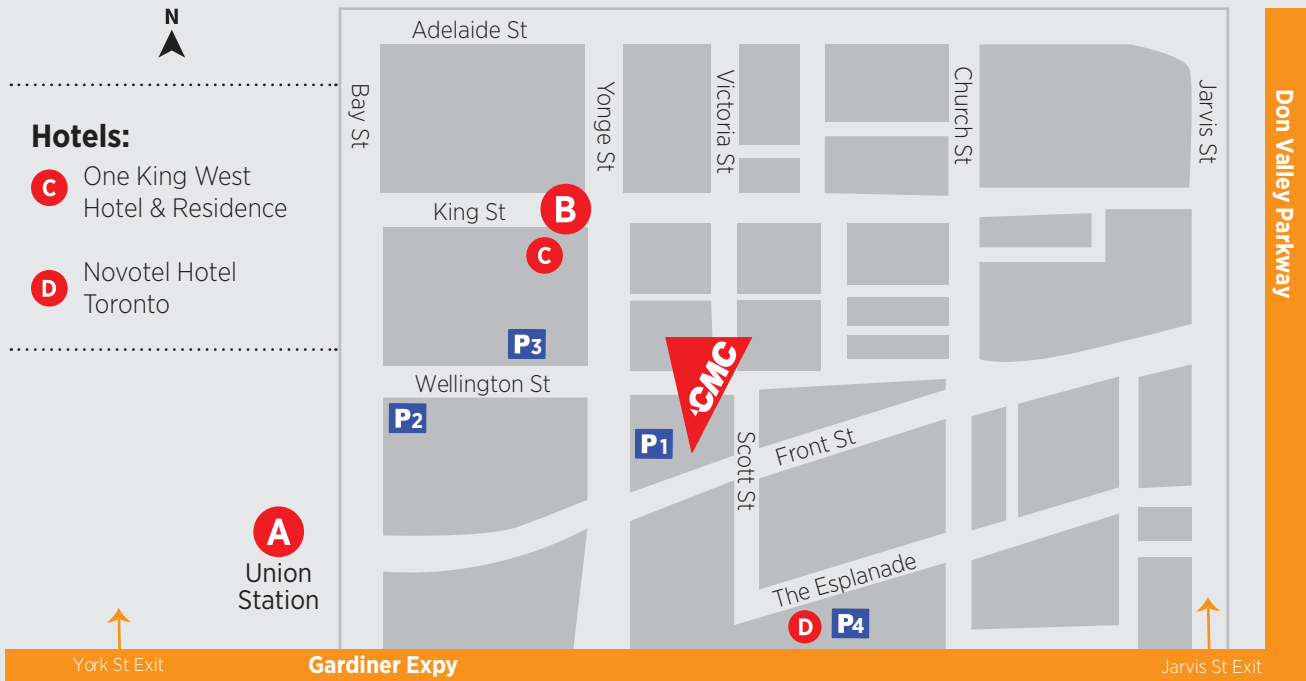 N
Adelaide St
Bay St
Yonge St
Victoria St
Church St
Jarvis St
Don Valley Parkway
Hotels:
C
One King West
Hotel & Residence
D
Novotel Hotel
Toronto
King St
B
C
P3
Wellington St
P2
P1
CMC
Scott St
Front St
A
Union
Station
The Esplanade
D
P4
York St Exit
Gardiner Expy
Jarvis St Exit